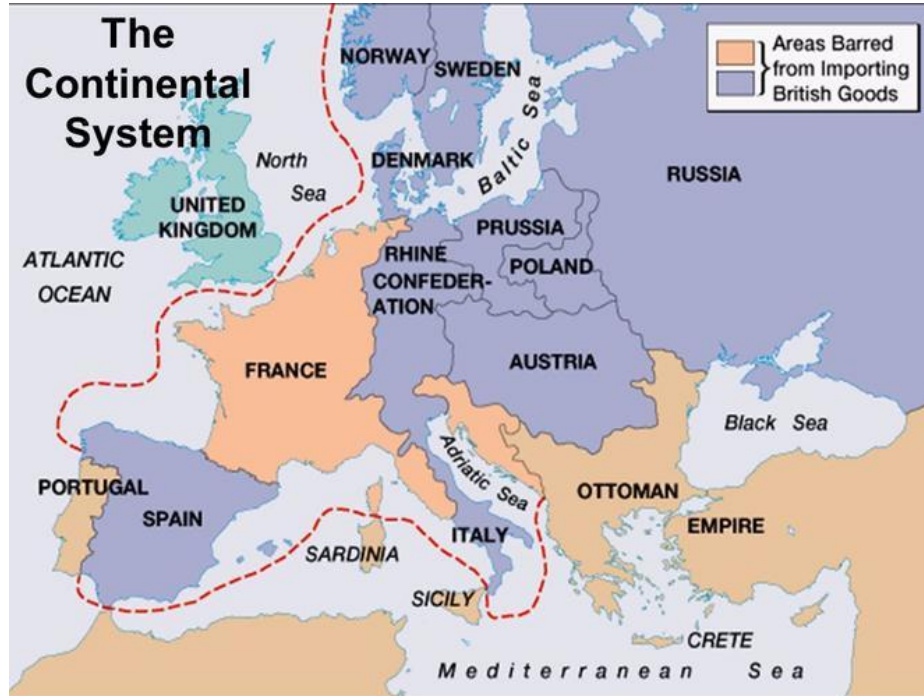 The
Continental
System
Areas Barred
from Importing
British Goods
NORWAY
SWEDEN
Baltic Sea
North
Sea
DENMARK
RUSSIA
UNITED
KINGDOM
PRUSSIA
RHINE
CONFEDER-
ATION
POLAND
ATLANTIC
OCEAN
FRANCE
AUSTRIA
Black Sea
Adriatic Sea
PORTUGAL
SPAIN
OTTOMAN
EMPIRE
ITALY
SARDINIA
SICILY
CRETE
Mediterranean Sea